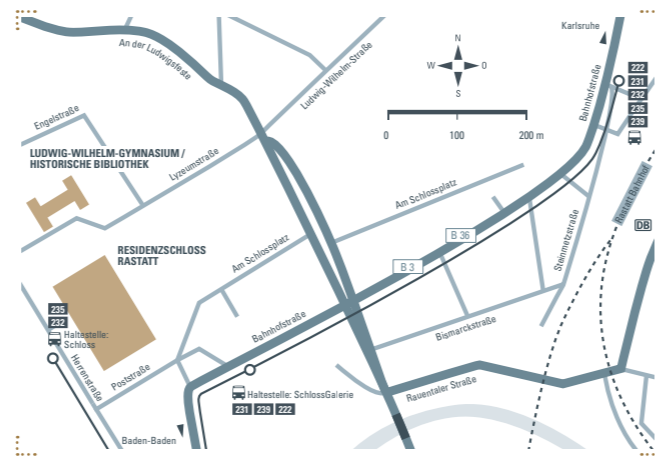 Karlsruhe
An der Ludwigsfeste
Ludwig-Wilhelm-Straße
N
W
O
S
0
100
200 m
Bahnhofstraße
222
231
232
235
239
Engelstraße
LUDWIG-WILHELM-GYMNASIUM /
HISTORISCHE BIBLIOTHEK
Lyzeumstraße
Am Schlossplatz
Rastatt Bahnhof
DB
B 36
B 3
Steinmetzstraße
RESIDENZSCHLOSS
RASTATT
Am Schlossplatz
235
232
Haltestelle:
Schloss
Herrenstraße
Poststraße
Bahnhofstraße
Bismarckstraße
Haltestelle: SchlossGalerie
231
239
222
Rauentaler Straße
Baden-Baden